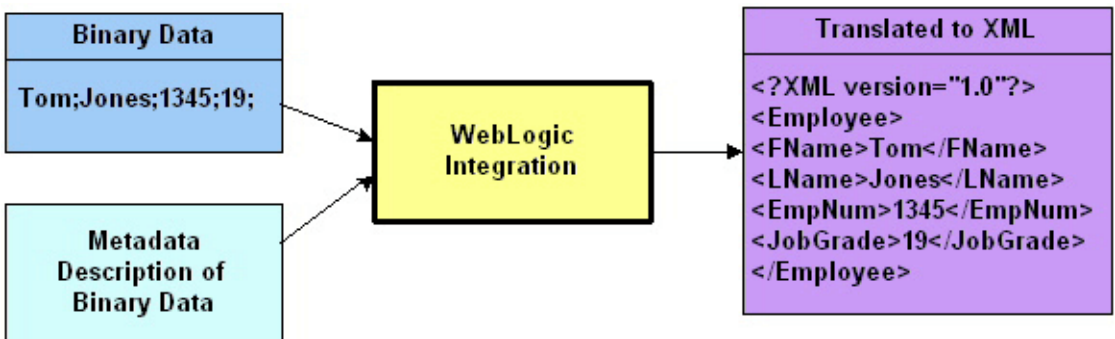 Binary Data
Tom;Jones;1345;19;
Metadata
Description of
Binary Data
WebLogic
Integration
Translated to XML
<?XML version="1.0"?>
<Employee>
<FName>Tom</FName>
<LName>Jones</LName>
<EmpNum>1345</EmpNum>
<JobGrade>19</JobGrade>
</Employee>